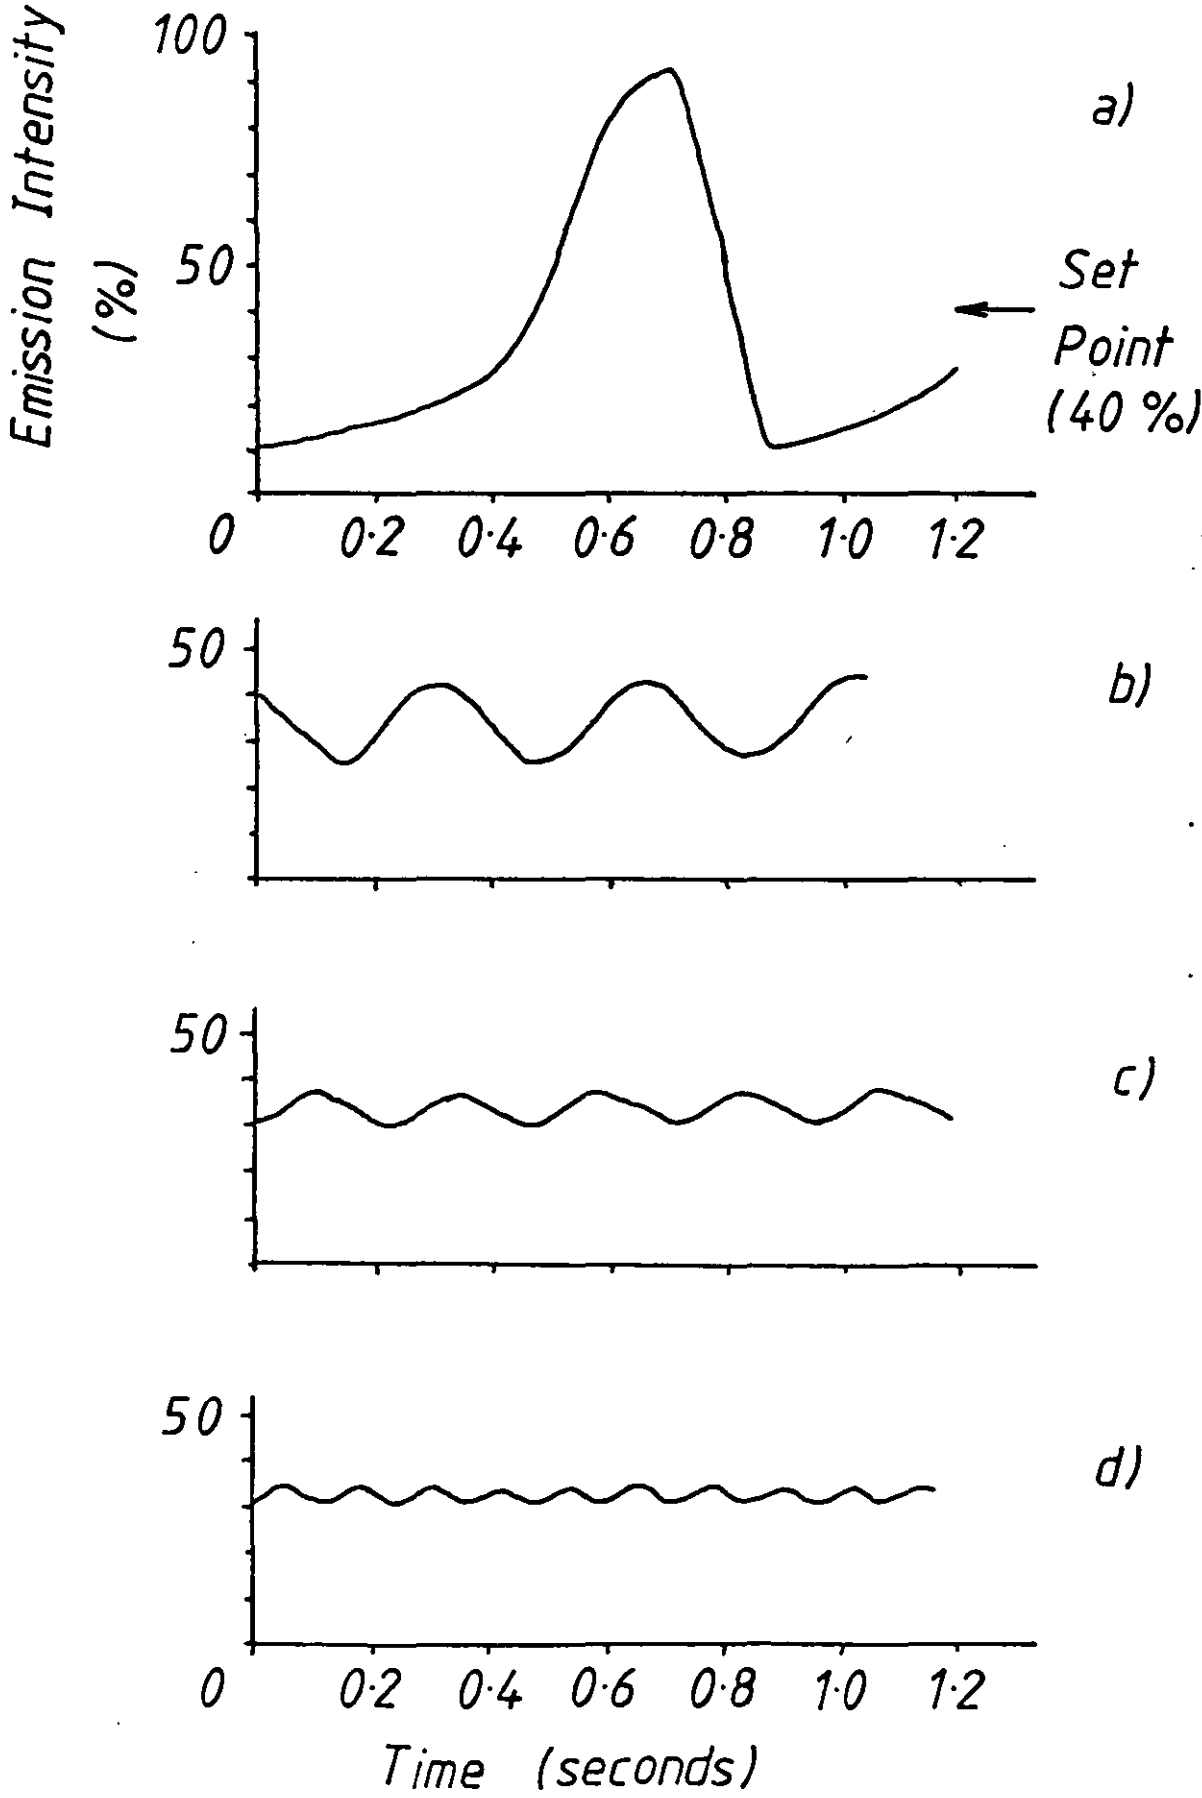 Emission Intensity
(%)
100
50
a)
Set
Point
(40 %)
0 0·2 0·4 0·6 0·8 1·0 1·2
50
b)
50
c)
50
d)
0 0·2 0·4 0·6 0·8 1·0 1·2
Time (seconds)